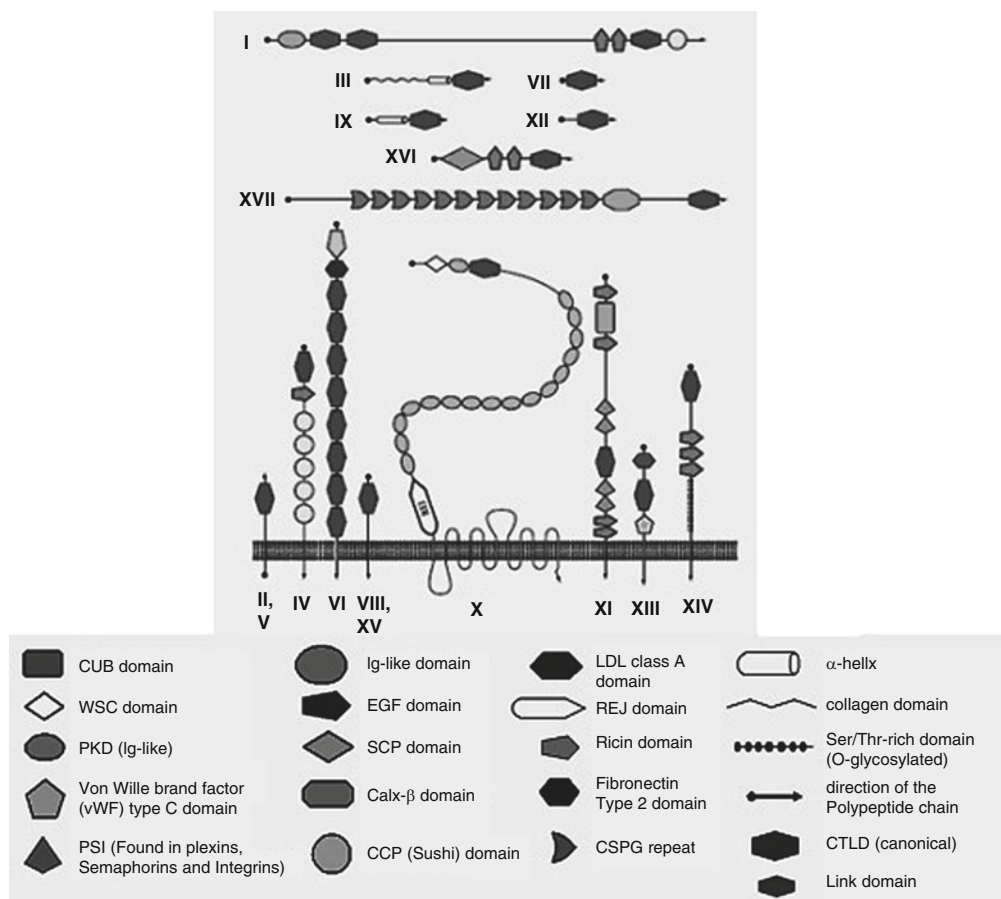 I
III
VII
IX
XII
XVI
XVII
II,
V
IV
VI
VIII,
XV
X
XI
XIII
XIV
CUB domain
WSC domain
PKD (lg-like)
Von Wille brand factor
(vWF) type C domain
PSI (Found in plexins,
Semaphorins and Integrins)
lg-like domain
EGF domain
SCP domain
Calx-β domain
CCP (Sushi) domain
LDL class A
domain
REJ domain
Ricin domain
Fibronectin
Type 2 domain
CSPG repeat
α-hellx
collagen domain
Ser/Thr-rich domain
(O-glycosylated)
direction of the
Polypeptide chain
CTLD (canonical)
Link domain